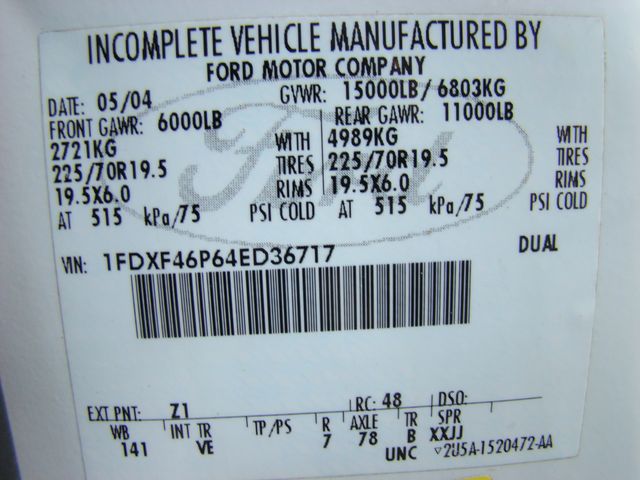 INCOMPLETE VEHICLE MANUFACTURED BY
FORD MOTOR COMPANY
DATE: 05/04 GVWR: 15000LB / 6803KG
FRONT GAWR: 6000LB REAR GAWR: 11000LB
2721KG WITH 4989KG WITH
225/70R19.5 TIRES 225/70R19.5 TIRES
19.5X6.0 RIMS 19.5X6.0 RIMS
AT 515 kPa/75 PSI COLD AT 515 kPa/75 PSI COLD
Ford
DUAL
VIN: 1FDXF46P64ED36717
EXT PNT: Z1 RC: 48 DSO:
WB INT TR TP/PS R AXLE TR SPR
141 VE 7 78 B XXJJ
UNC ▽2U5A-1520472-AA